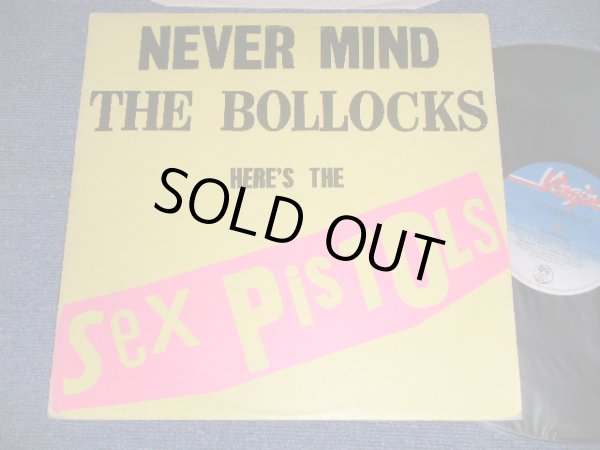 NEVER MIND
THE BOLLOCKS
HERE'S THE
SOLD OUT
Sex PiSTOLS
Virgin